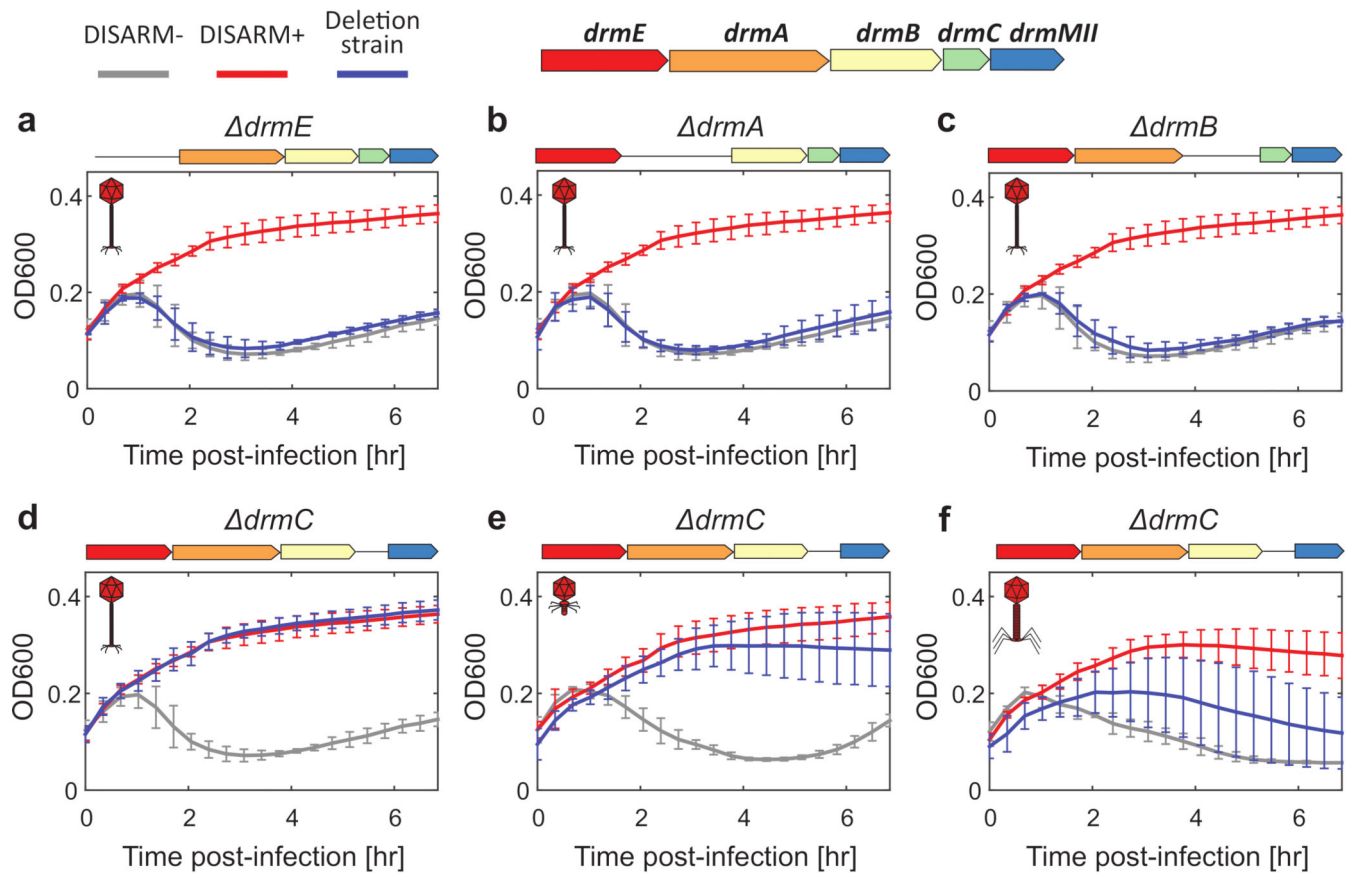 DISARM- DISARM+ Deletion strain
drmE drmA drmB drmC drmMII
a ΔdrmE
b ΔdrmA
c ΔdrmB
OD600
0.4
0.2
0
0 2 4 6
Time post-infection [hr]
OD600
0.4
0.2
0
0 2 4 6
Time post-infection [hr]
OD600
0.4
0.2
0
0 2 4 6
Time post-infection [hr]
d ΔdrmC
e ΔdrmC
f ΔdrmC
OD600
0.4
0.2
0
0 2 4 6
Time post-infection [hr]
OD600
0.4
0.2
0
0 2 4 6
Time post-infection [hr]
OD600
0.4
0.2
0
0 2 4 6
Time post-infection [hr]